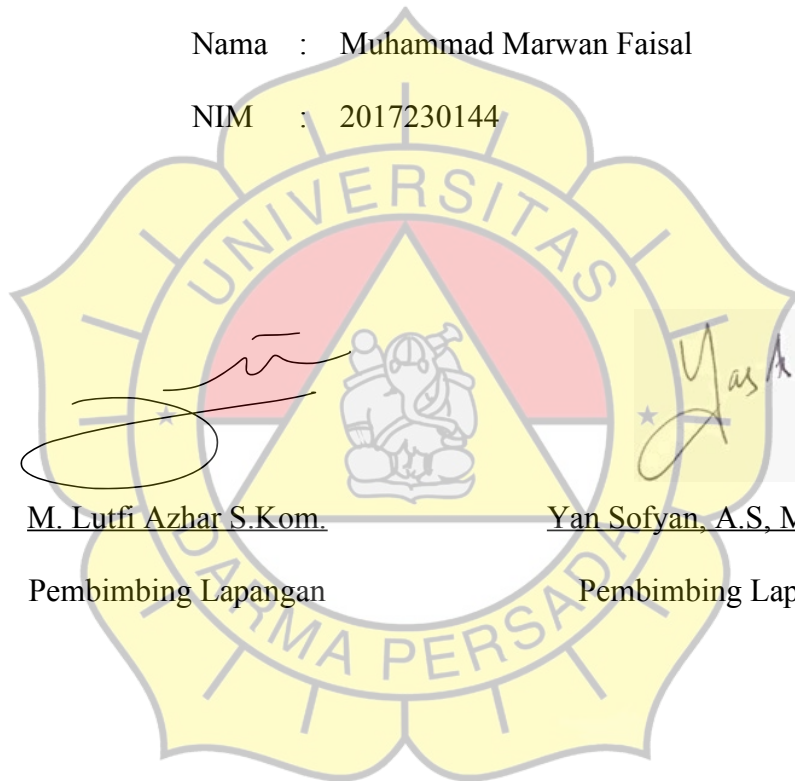 Nama : Muhammad Marwan Faisal
NIM : 2017230144
UNIVERSITAS
M. Lutfi Azhar S.Kom. Yan Sofyan, A.S, M
Pembimbing Lapangan Pembimbing Lap
DARMA PERSADA